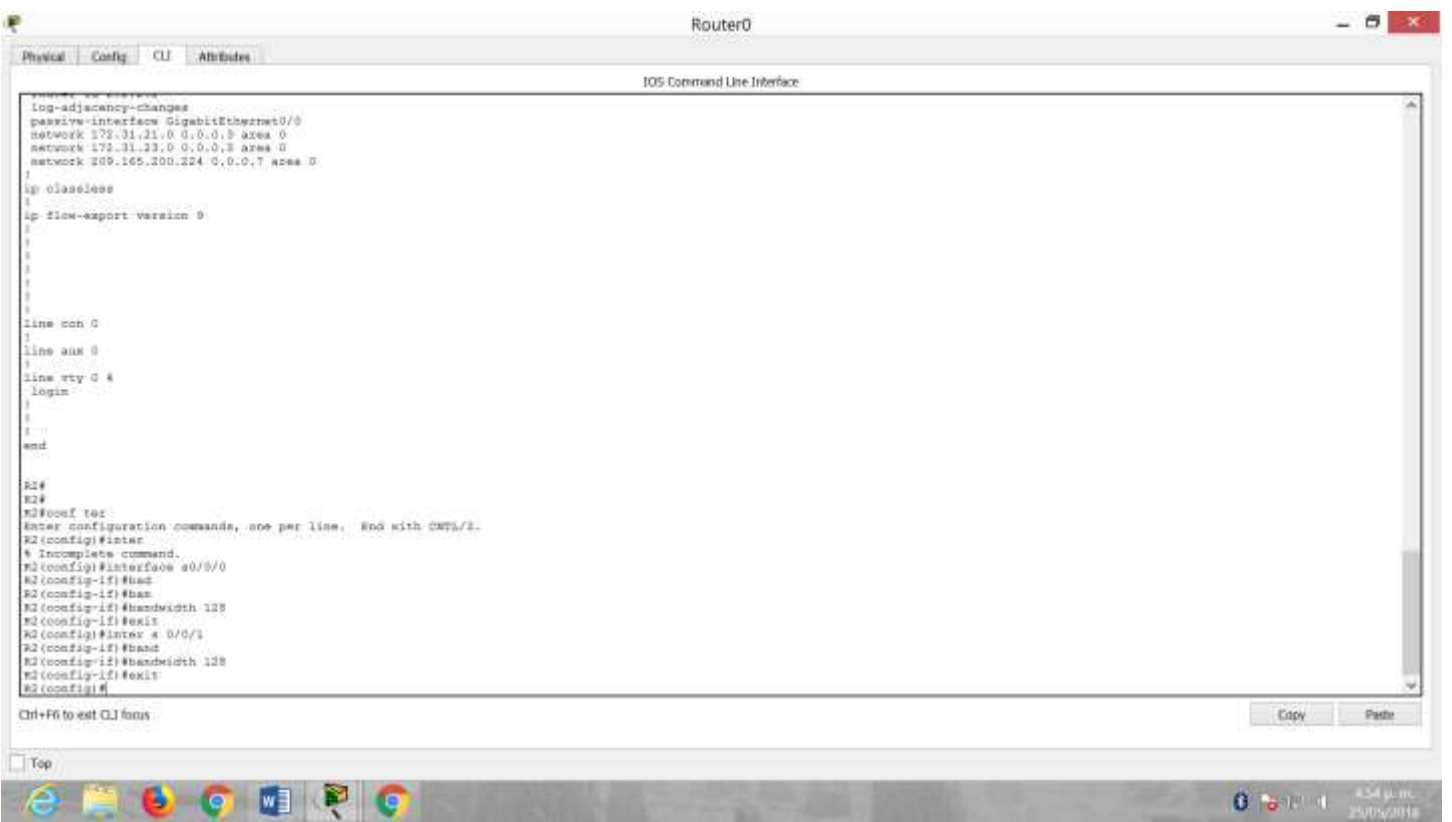 Router0
Physical Config CLI Attributes
IOS Command Line Interface
log-adjacency-changes
passive-interface GigabitEthernet0/0
network 172.31.21.0 0.0.0.3 area 0
network 172.31.23.0 0.0.0.3 area 0
network 209.165.200.224 0.0.0.7 area 0
!
ip classless
!
ip flow-export version 9
!
!
!
!
!
!
!
line con 0
!
line aux 0
!
line vty 0 4
login
!
!
!
end
R2#
R2#
R2#conf ter
Enter configuration commands, one per line. End with CNTL/Z.
R2(config)#inter
% Incomplete command.
R2(config)#interface s0/0/0
R2(config-if)#bad
R2(config-if)#ban
R2(config-if)#bandwidth 128
R2(config-if)#exit
R2(config)#inter s 0/0/1
R2(config-if)#band
R2(config-if)#bandwidth 128
R2(config-if)#exit
R2(config)#
Ctrl+F6 to exit CLI focus
Copy Paste
Top
4:54 p. m.
25/05/2018